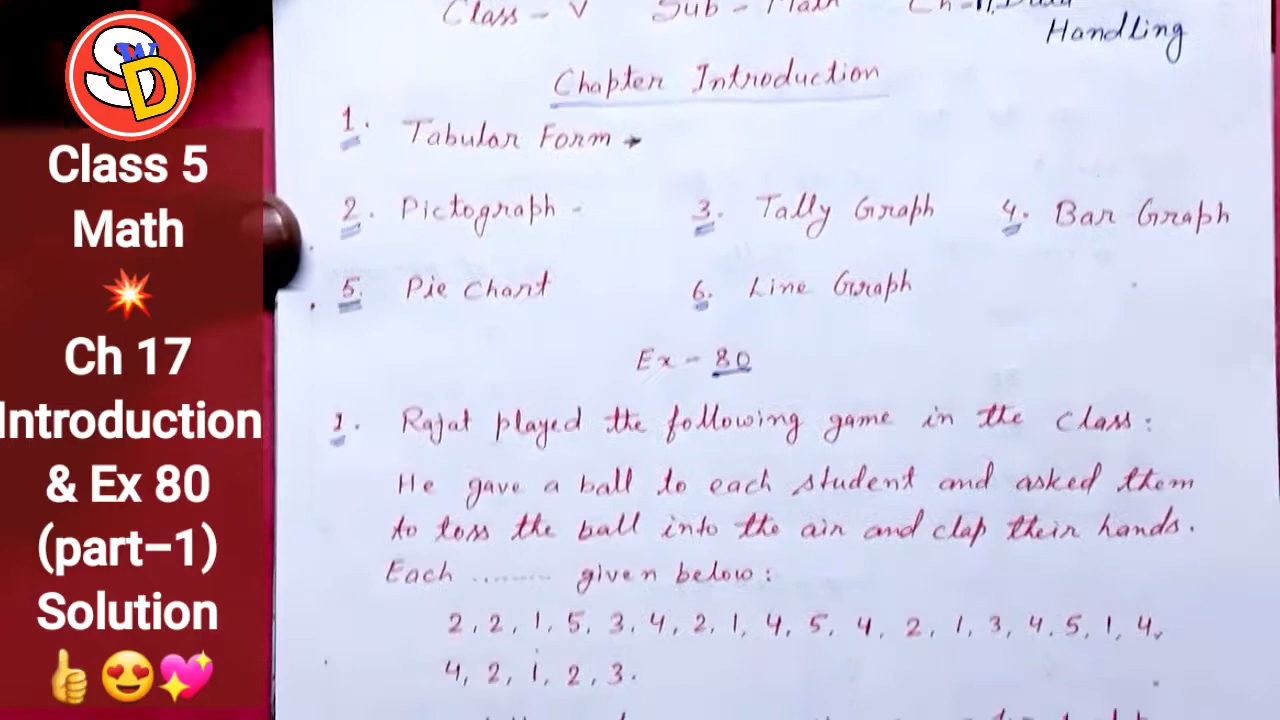 Class - V Sub - Math
Handling
Chapter Introduction
1. Tabular Form →
2. Pictograph - 3. Tally Graph 4. Bar Graph
5. Pie Chart 6. Line Graph
Ex - 80
1. Rajat played the following game in the class:
He gave a ball to each student and asked them
to toss the ball into the air and clap their hands.
Each ........ given below:
2, 2, 1, 5, 3, 4, 2, 1, 4, 5, 4, 2, 1, 3, 4, 5, 1, 4,
4, 2, 1, 2, 3.
SWD
Class 5
Math
💥
Ch 17
Introduction
& Ex 80
(part-1)
Solution
👍😍💖